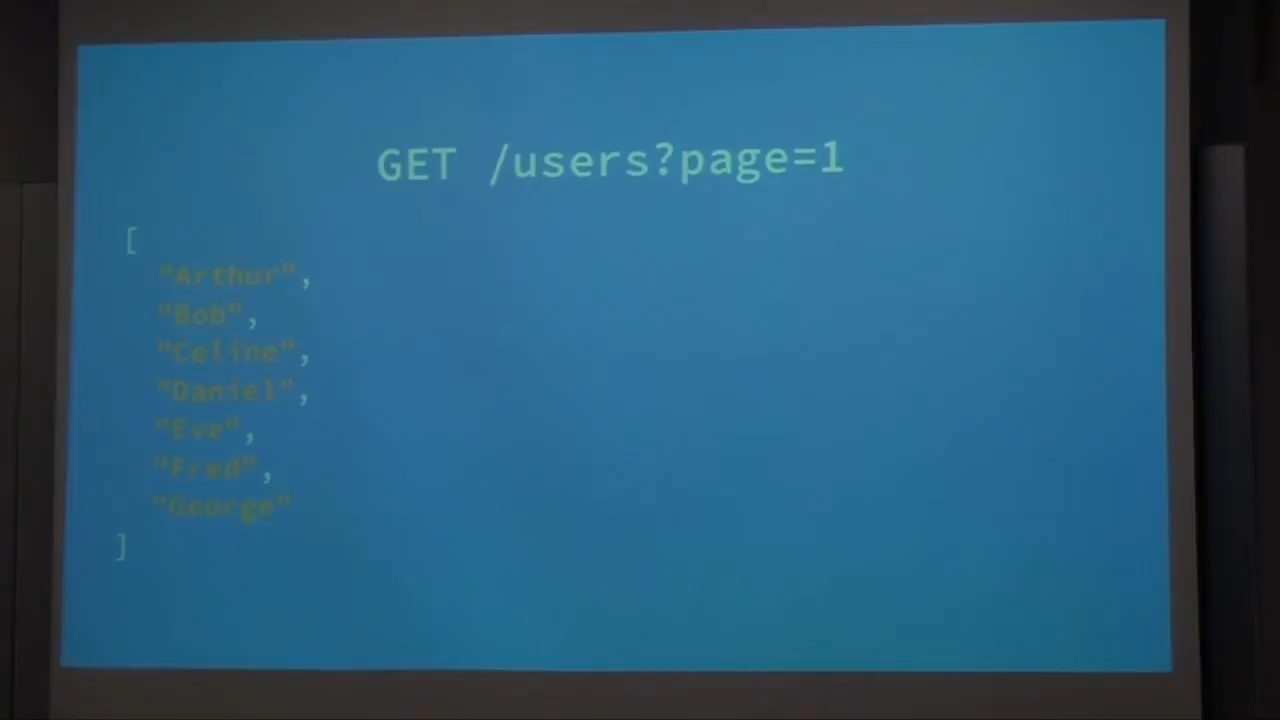 GET /users?page=1
[
"Arthur",
"Bob",
"Celine",
"Daniel",
"Eve",
"Fred",
"George"
]